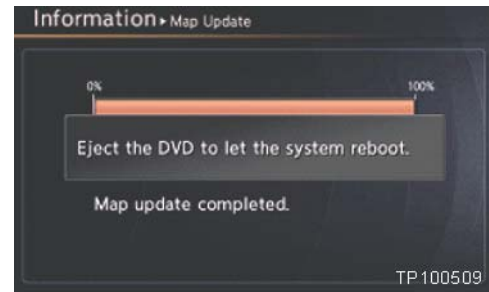 Information ▸ Map Update
0% 100%
Eject the DVD to let the system reboot.
Map update completed.
TP100509